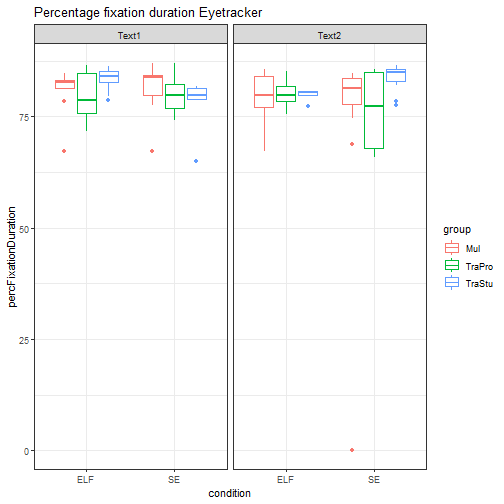 Percentage fixation duration Eyetracker
Text1
Text2
percFixationDuration
75
50
25
0
ELF
SE
ELF
SE
condition
group
Mul
TraPro
TraStu